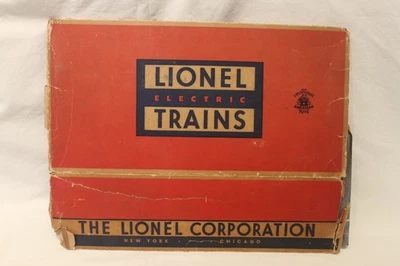 LIONEL
ELECTRIC
TRAINS
THE LIONEL CORPORATION
NEW YORK CHICAGO